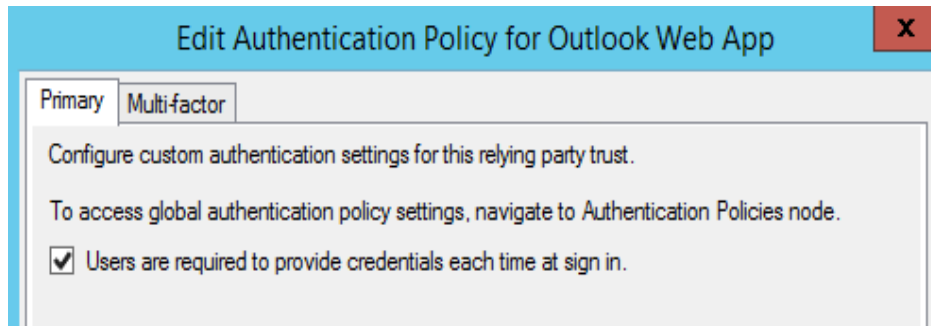 Edit Authentication Policy for Outlook Web App
x
Primary
Multi-factor
Configure custom authentication settings for this relying party trust.
To access global authentication policy settings, navigate to Authentication Policies node.
Users are required to provide credentials each time at sign in.